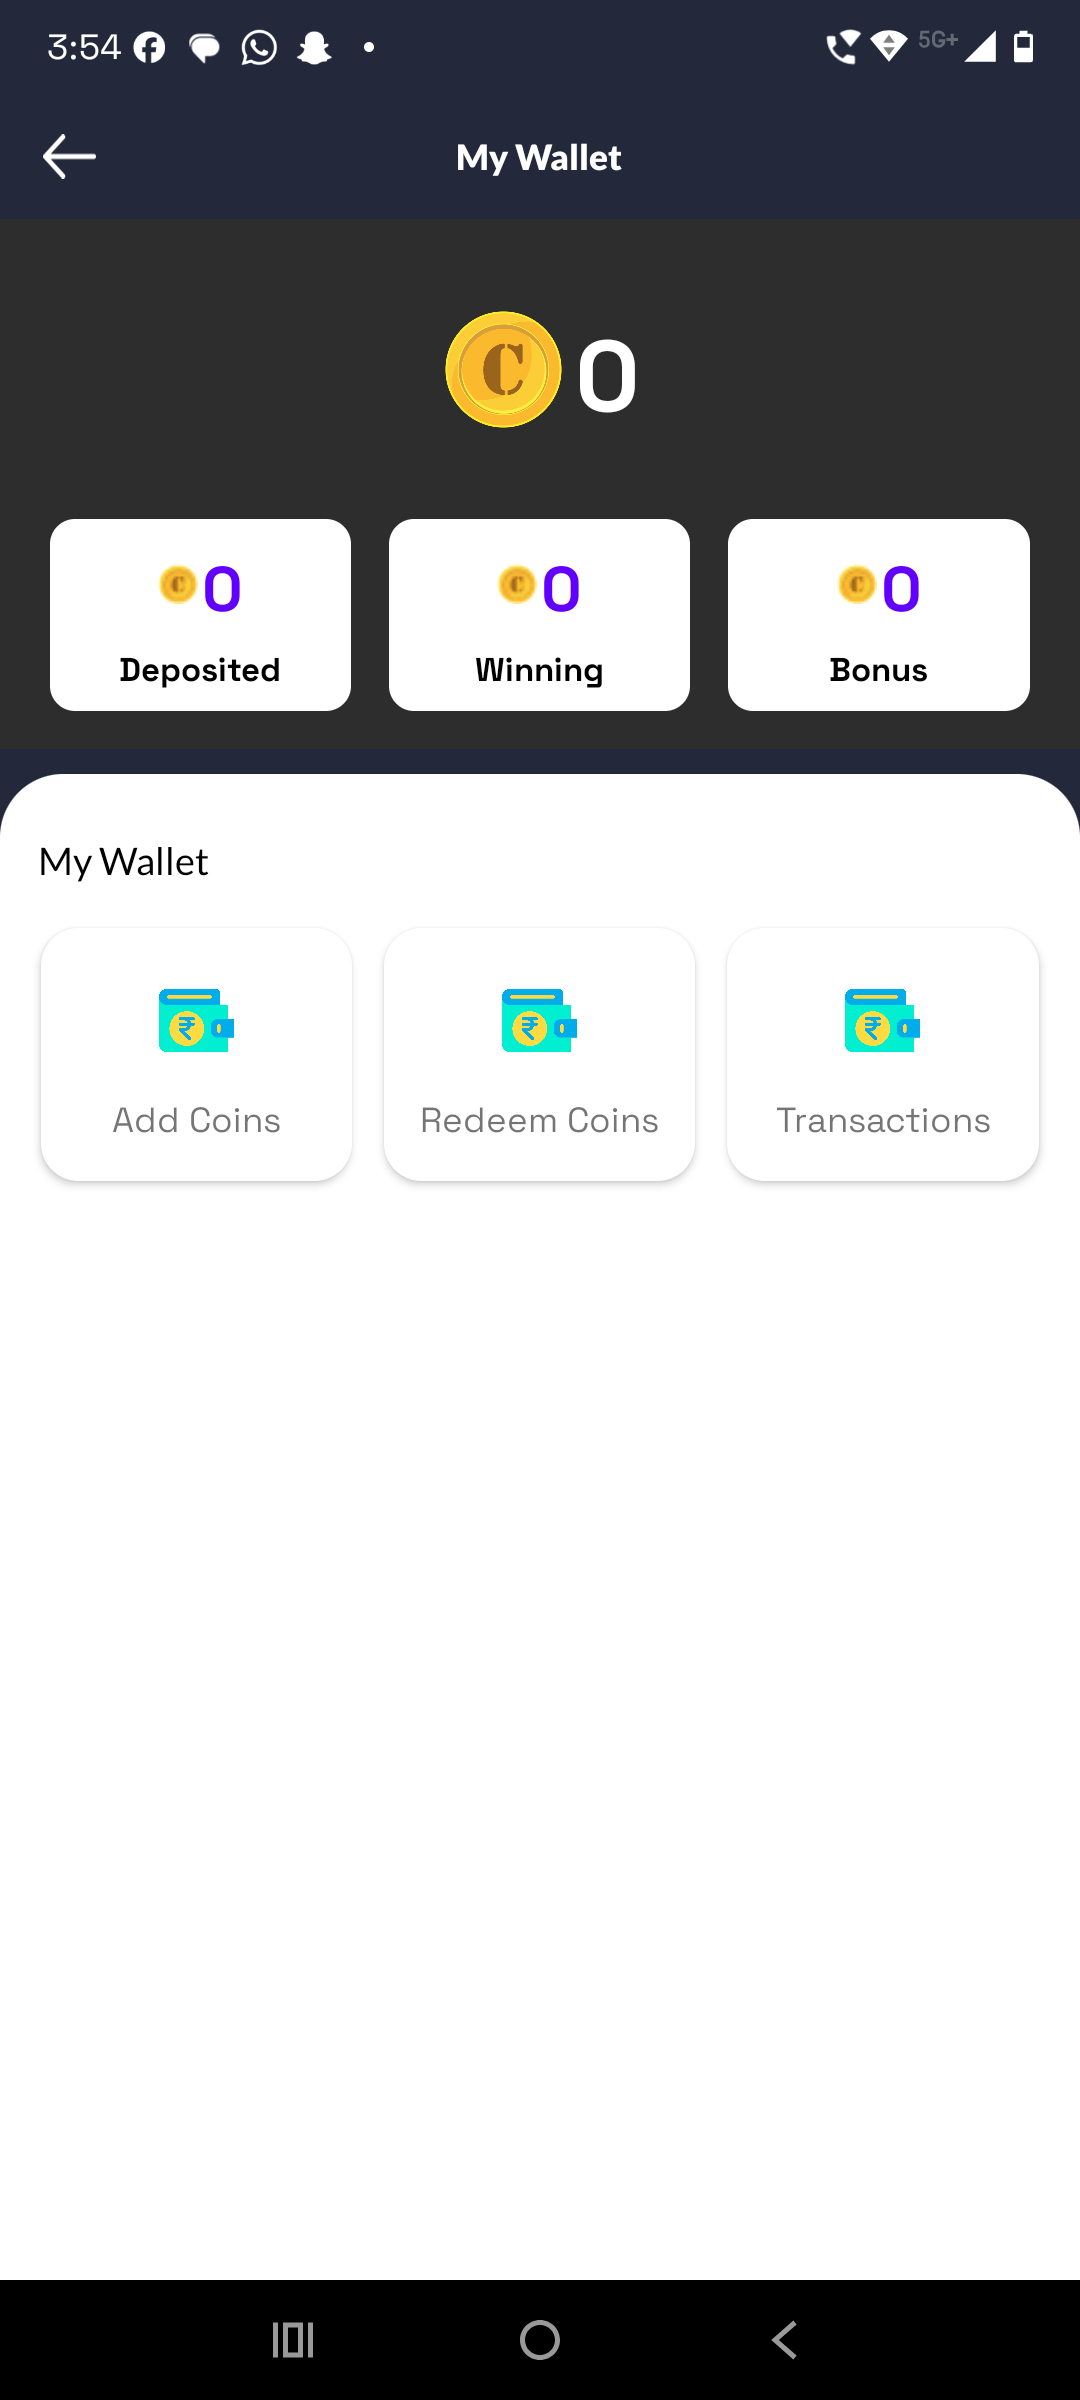 3:54 5G+
My Wallet
C 0
C 0 C 0 C 0
Deposited Winning Bonus
My Wallet
₹ ₹ ₹
Add Coins Redeem Coins Transactions